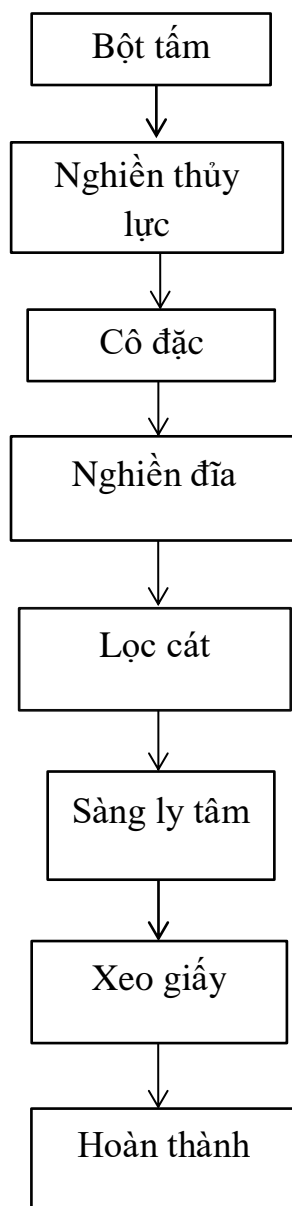 Bột tấm
Nghiền thủy
lực
Cô đặc
Nghiền đĩa
Lọc cát
Sàng ly tâm
Xeo giấy
Hoàn thành